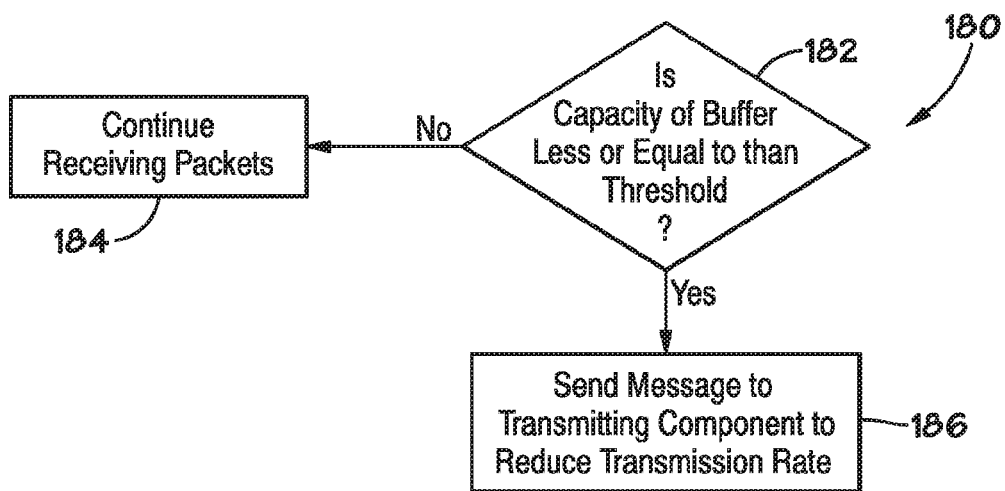 180
182
Is
Capacity of Buffer
Less or Equal to than
Threshold
?
No
Continue
Receiving Packets
184
Yes
Send Message to
Transmitting Component to
Reduce Transmission Rate
186